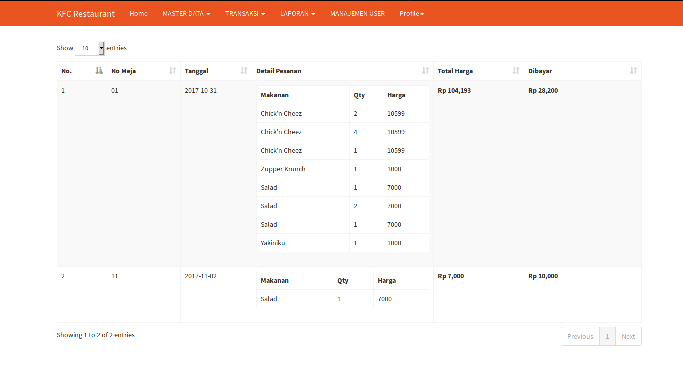 KFC Restaurant Home MASTER DATA TRANSAKSI LAPORAN MANAJEMEN USER Profile
Show 10 entries
No. No Meja Tanggal Detail Pesanan Total Harga Dibayar
1 01 2017-10-31 Rp 104,193 Rp 28,200
Makanan Qty Harga
Chick'n Cheez 2 10599
Chick'n Cheez 4 10599
Chick'n Cheez 1 10599
Zupper Krunch 1 1000
Salad 1 7000
Salad 2 7000
Salad 1 7000
Yakiniku 1 1000
2 11 2017-11-02 Rp 7,000 Rp 10,000
Makanan Qty Harga
Salad 1 7000
Showing 1 to 2 of 2 entries Previous 1 Next